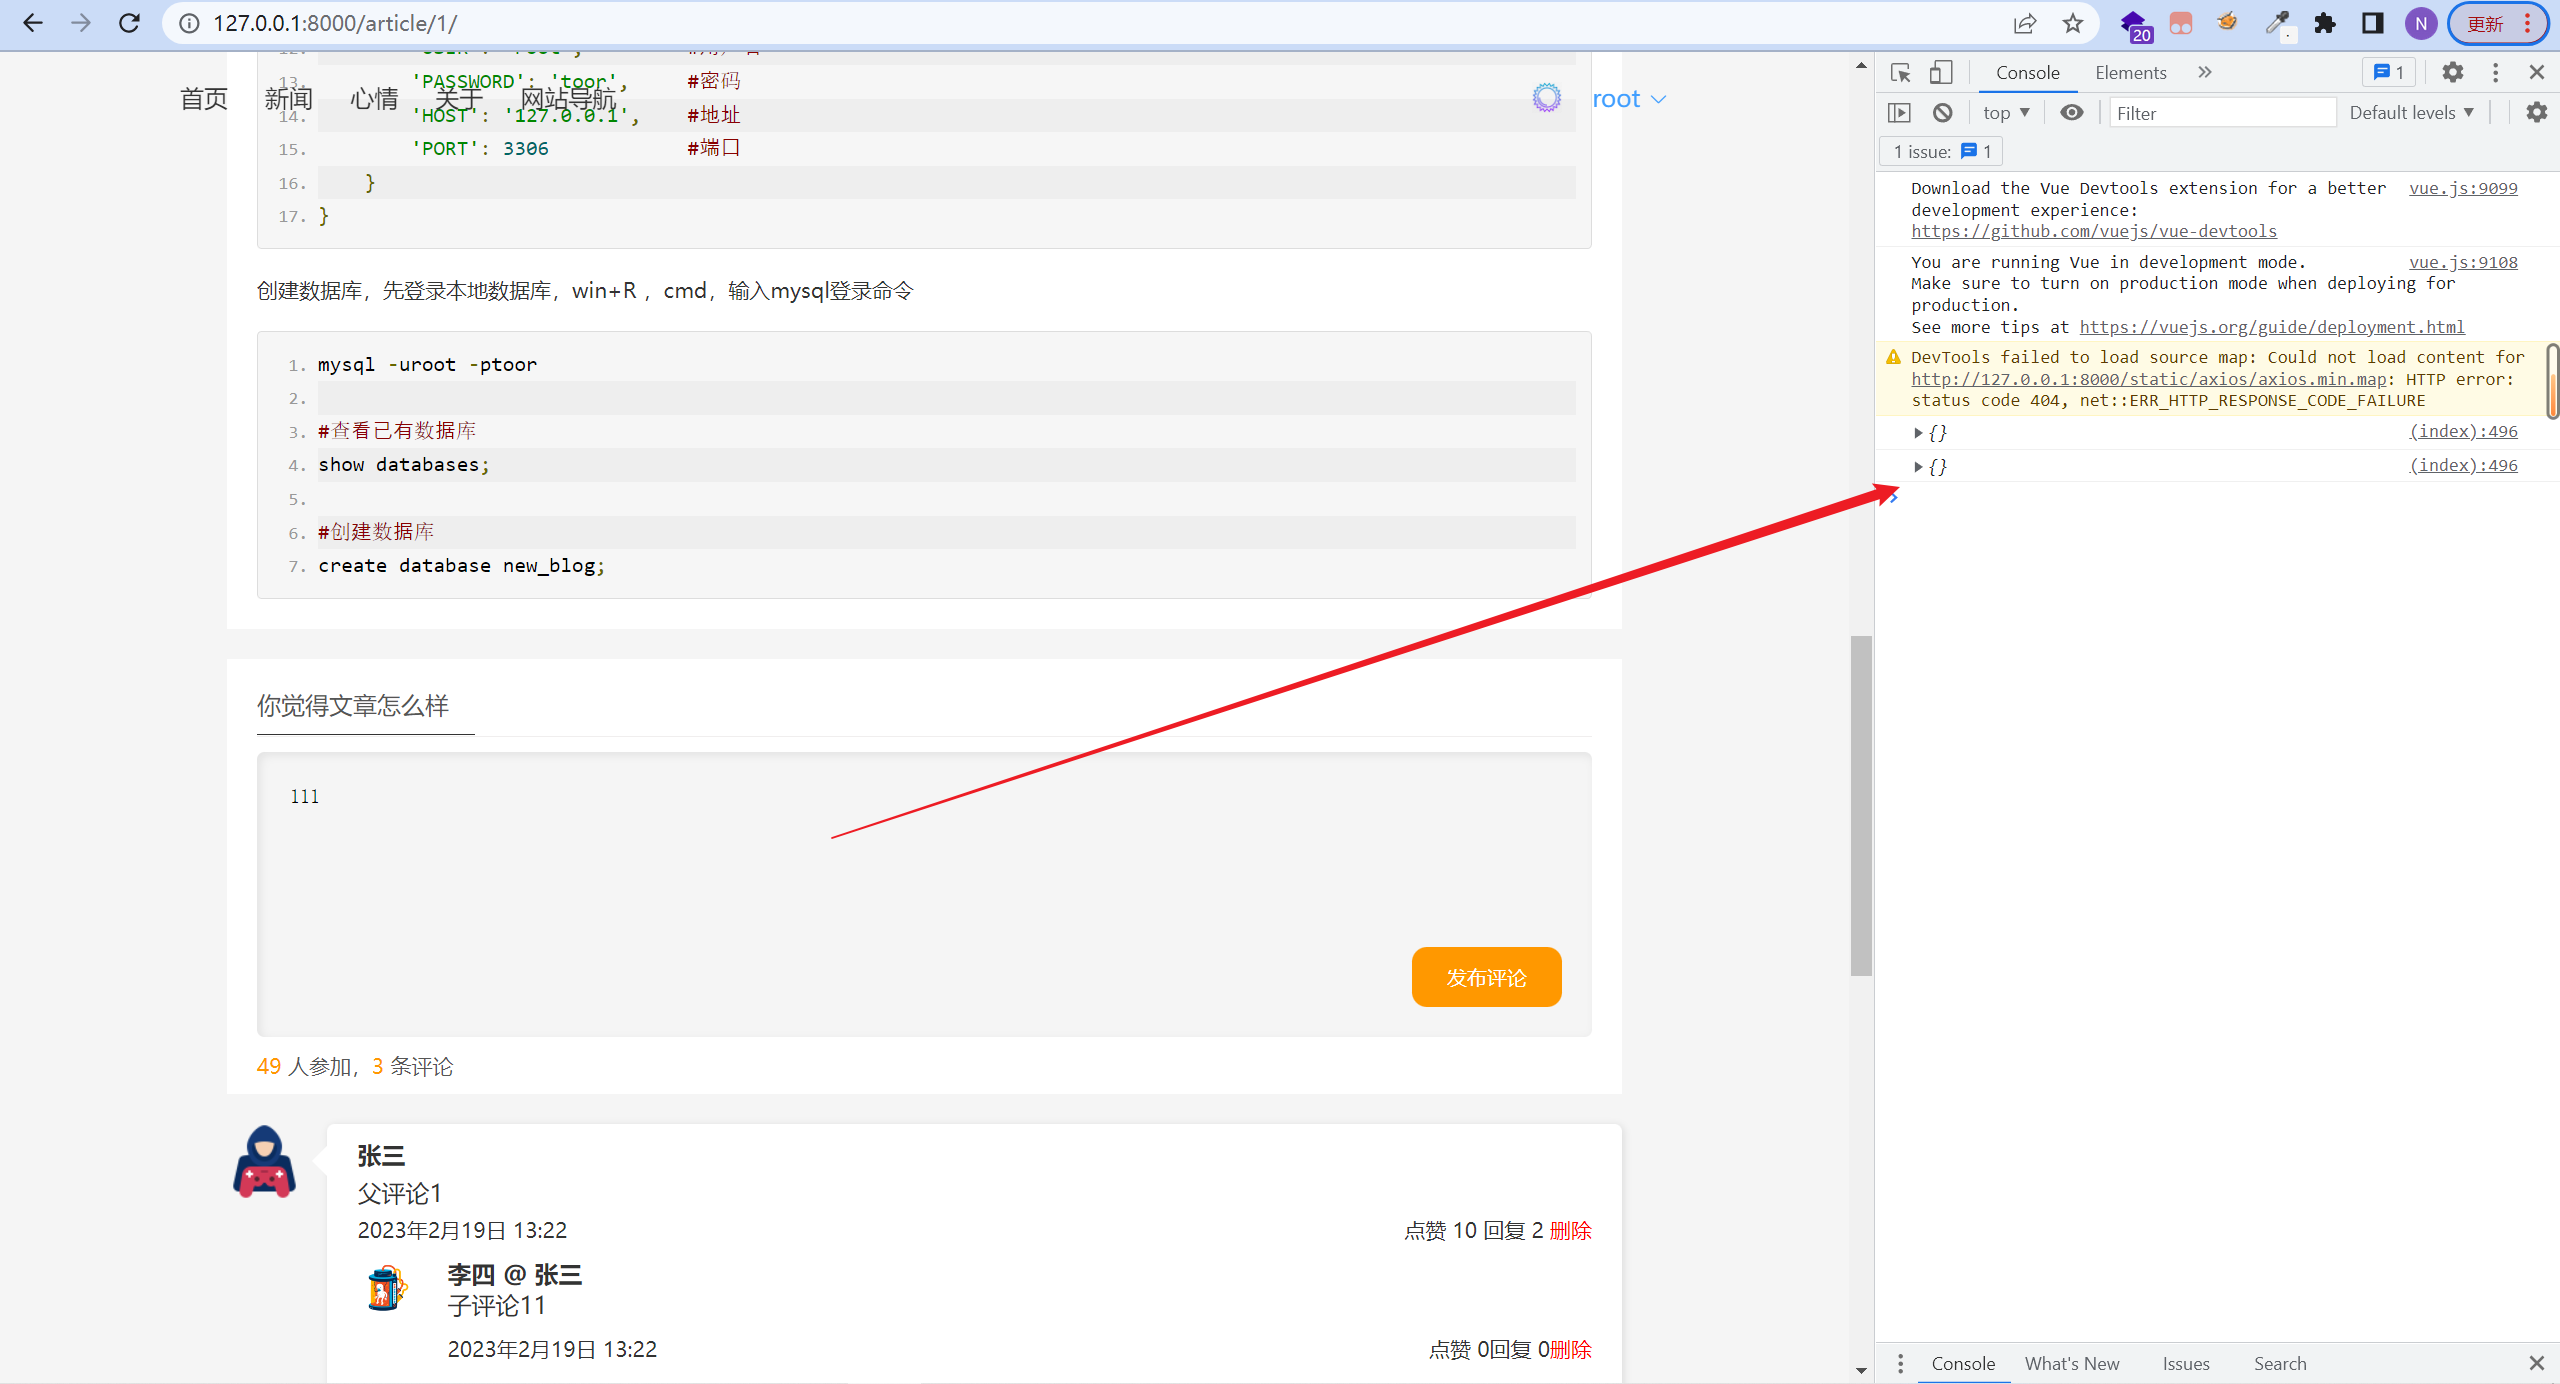 127.0.0.1:8000/article/1/
20
N
更新
首页 新闻 心情 关于 网站导航
root
13. 'PASSWORD': 'toor', #密码
14. 'HOST': '127.0.0.1', #地址
15. 'PORT': 3306 #端口
16. }
17. }
创建数据库，先登录本地数据库，win+R ，cmd，输入mysql登录命令
1. mysql -uroot -ptoor
2.
3. #查看已有数据库
4. show databases;
5.
6. #创建数据库
7. create database new_blog;
你觉得文章怎么样
111
发布评论
49 人参加，3 条评论
张三
父评论1
2023年2月19日 13:22 点赞 10 回复 2 删除
李四 @ 张三
子评论11
2023年2月19日 13:22 点赞 0回复 0删除
Console Elements » 1
top Filter Default levels
1 issue: 1
Download the Vue Devtools extension for a better vue.js:9099
development experience:
https://github.com/vuejs/vue-devtools
You are running Vue in development mode. vue.js:9108
Make sure to turn on production mode when deploying for
production.
See more tips at https://vuejs.org/guide/deployment.html
DevTools failed to load source map: Could not load content for
http://127.0.0.1:8000/static/axios/axios.min.map: HTTP error:
status code 404, net::ERR_HTTP_RESPONSE_CODE_FAILURE
{} (index):496
{} (index):496
Console What's New Issues Search